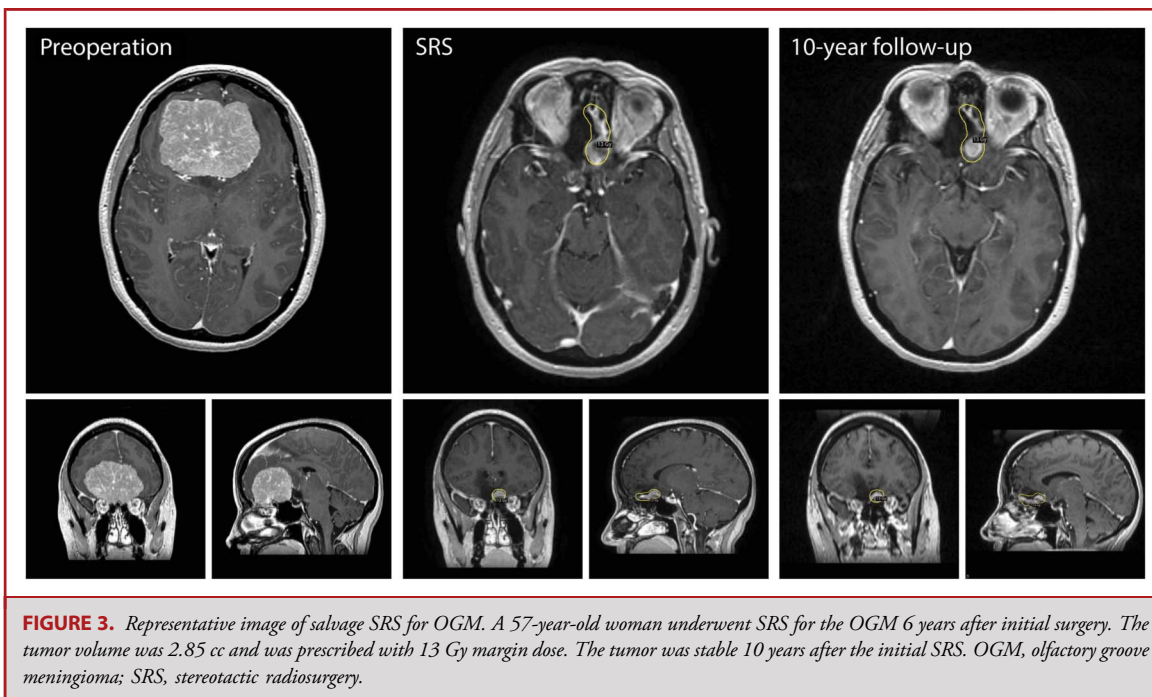 Preoperation
SRS
10-year follow-up
13 Gy
13 Gy
FIGURE 3. Representative image of salvage SRS for OGM. A 57-year-old woman underwent SRS for the OGM 6 years after initial surgery. The
tumor volume was 2.85 cc and was prescribed with 13 Gy margin dose. The tumor was stable 10 years after the initial SRS. OGM, olfactory groove
meningioma; SRS, stereotactic radiosurgery.